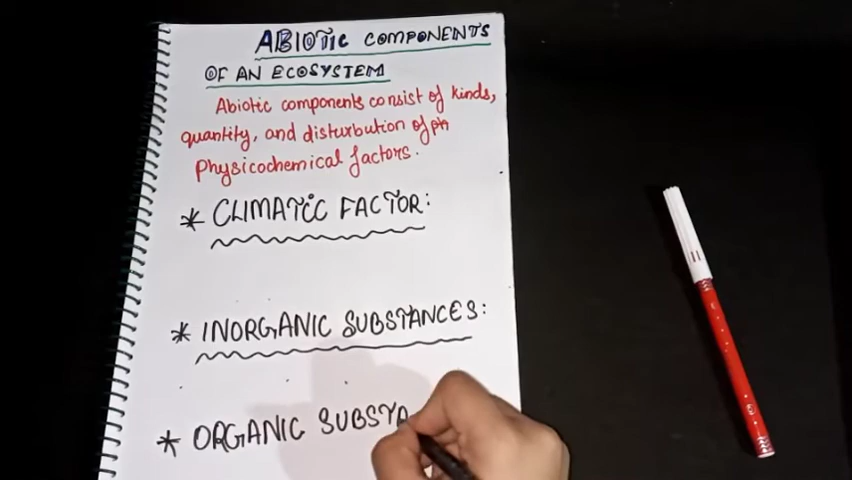 ABIOTIC COMPONENTS
OF AN ECOSYSTEM
Abiotic components consist of kinds,
quantity, and disturbution of ph
Physicochemical factors.
* CLIMATIC FACTOR:
* INORGANIC SUBSTANCES:
* ORGANIC SUBSTA